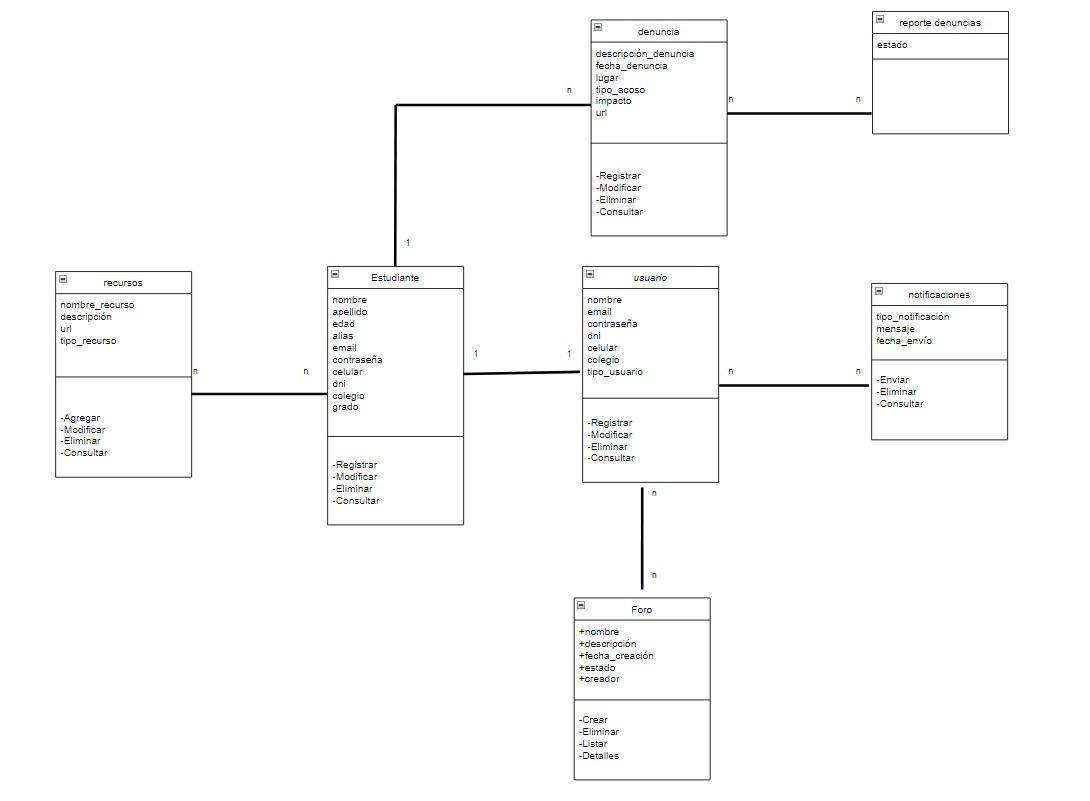 denuncia
descripción_denuncia
fecha_denuncia
lugar
tipo_acoso
impacto
url
-Registrar
-Modificar
-Eliminar
-Consultar
reporte denuncias
estado
n
n
n
1
recursos
nombre_recurso
descripción
url
tipo_recurso
-Agregar
-Modificar
-Eliminar
-Consultar
n
n
Estudiante
nombre
apellido
edad
alias
email
contraseña
celular
dni
colegio
grado
-Registrar
-Modificar
-Eliminar
-Consultar
1
1
usuario
nombre
email
contraseña
dni
celular
colegio
tipo_usuario
-Registrar
-Modificar
-Eliminar
-Consultar
n
n
notificaciones
tipo_notificación
mensaje
fecha_envío
-Enviar
-Eliminar
-Consultar
n
n
Foro
+nombre
+descripción
+fecha_creación
+estado
+creador
-Crear
-Eliminar
-Listar
-Detalles